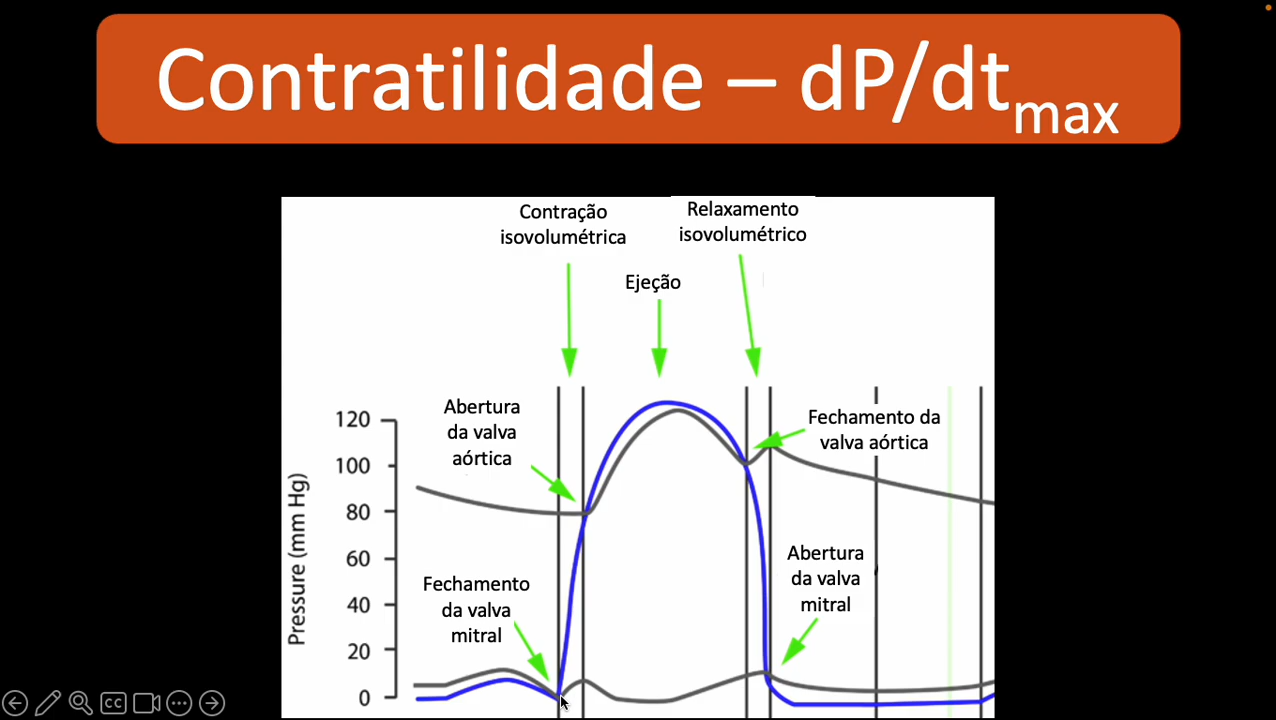 Contratilidade – dP/dtmax
Contração
isovolumétrica
Relaxamento
isovolumétrico
Ejeção
Abertura
da valva
aórtica
Fechamento da
valva aórtica
Fechamento
da valva
mitral
Abertura
da valva
mitral
Pressure (mm Hg)
120
100
80
60
40
20
0
CC